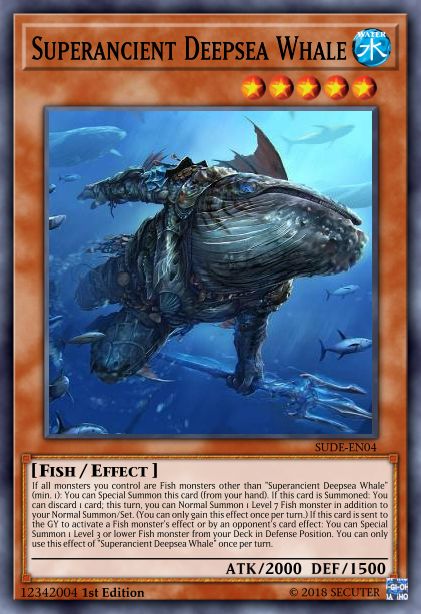 Superancient Deepsea Whale
WATER
水
SUDE-EN04
[Fish / Effect ]
If all monsters you control are Fish monsters other than "Superancient Deepsea Whale"
(min. 1): You can Special Summon this card (from your hand). If this card is Summoned: You
can discard 1 card; this turn, you can Normal Summon 1 Level 7 Fish monster in addition to
your Normal Summon/Set. (You can only gain this effect once per turn.) If this card is sent to
the GY to activate a Fish monster's effect or by an opponent's card effect: You can Special
Summon 1 Level 3 or lower Fish monster from your Deck in Defense Position. You can only
use this effect of "Superancient Deepsea Whale" once per turn.
ATK/2000 DEF/1500
12342004 1st Edition
© 2018 SECUTER